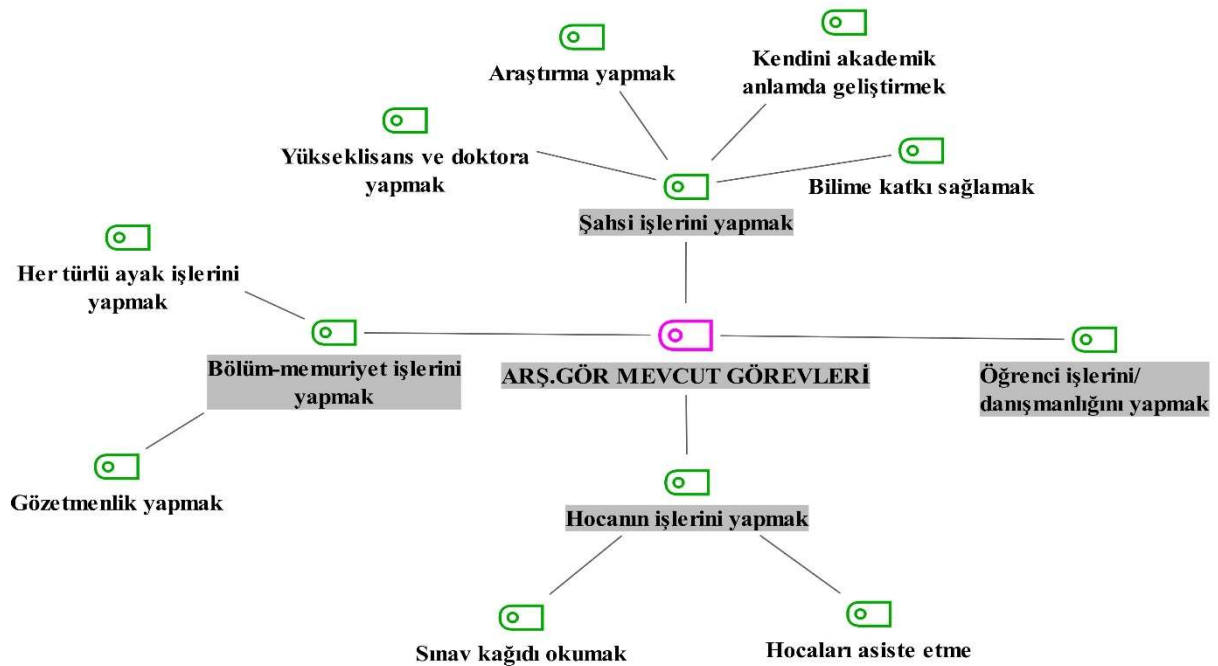 Araştırma yapmak
Kendini akademik
anlamda geliştirmek
Yükseklisans ve doktora
yapmak
Bilime katkı sağlamak
Şahsi işlerini yapmak
Her türlü ayak işlerini
yapmak
Bölüm-memuriyet işlerini
yapmak
ARŞ.GÖR MEVCUT GÖREVLERİ
Öğrenci işlerini/
danışmanlığını yapmak
Gözetmenlik yapmak
Hocanın işlerini yapmak
Sınav kağıdı okumak
Hocaları asiste etme